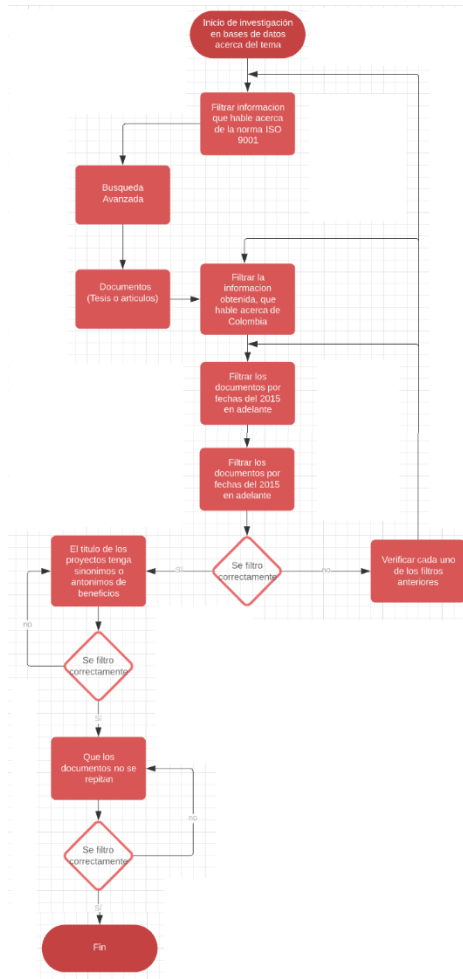 Inicio de investigación
en bases de datos
acerca del tema
Filtrar informacion
que hable acerca
de la norma ISO
9001
Busqueda
Avanzada
Documentos
(Tesis o articulos)
Filtrar la
informacion
obtenida, que
hable acerca de
Colombia
Filtrar los
documentos por
fechas del 2015
en adelante
Filtrar los
documentos por
fechas del 2015
en adelante
El titulo de los
proyectos tenga
sinonimos o
antonimos de
beneficios
SI
Se filtro
correctamente
no
Verificar cada uno
de los filtros
anteriores
no
Se filtro
correctamente
SI
Que los
documentos no se
repitan
no
Se filtro
correctamente
SI
Fin